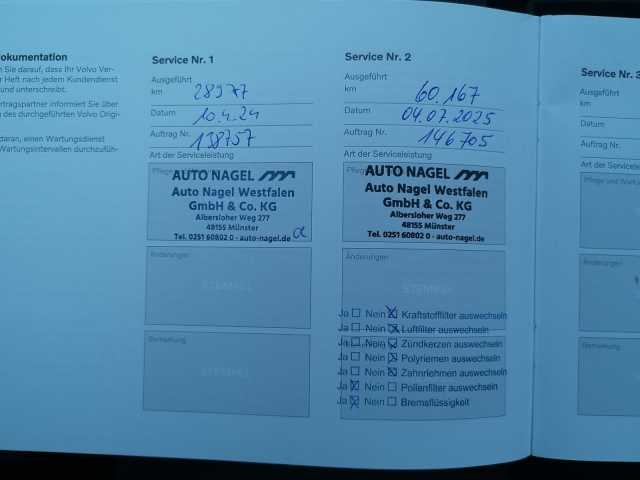 okumentation
n Sie darauf, dass Ihr Volvo Ver-
r Heft nach jedem Kundendienst
und unterschreibt.
rtragspartner informiert Sie über
n des durchgeführten Volvo Origi-
daran, einen Wartungsdienst
Wartungsintervallen durchzufüh-
Service Nr. 1
Ausgeführt
km 28977
Datum 10.4.24
Auftrag Nr. 138757
Art der Serviceleistung
AUTO NAGEL
Auto Nagel Westfalen
GmbH & Co. KG
Albersloher Weg 277
48155 Münster
Tel. 0251 60802 0 - auto-nagel.de
Änderungen
STEMPEL
Bemerkung
STEMPEL
Service Nr. 2
Ausgeführt
km 60.167
Datum 04.07.2025
Auftrag Nr. 146705
Art der Serviceleistung
AUTO NAGEL
Auto Nagel Westfalen
GmbH & Co. KG
Albersloher Weg 277
48155 Münster
Tel. 0251 60802 0 - auto-nagel.de
Änderungen
STEMPEL
Ja Nein Kraftstoffilter auswechseln
Ja Nein Luftfilter auswechseln
Ja Nein Zündkerzen auswechseln
Ja Nein Polyriemen auswechseln
Ja Nein Zahnriemen auswechseln
Ja Nein Pollenfilter auswechseln
Ja Nein Bremsflüssigkeit
Service Nr. 3
Ausgeführt
km
Datum
Auftrag Nr.
Art der Serviceleist
Pflege und Wert
Änderungen
Bemerkung